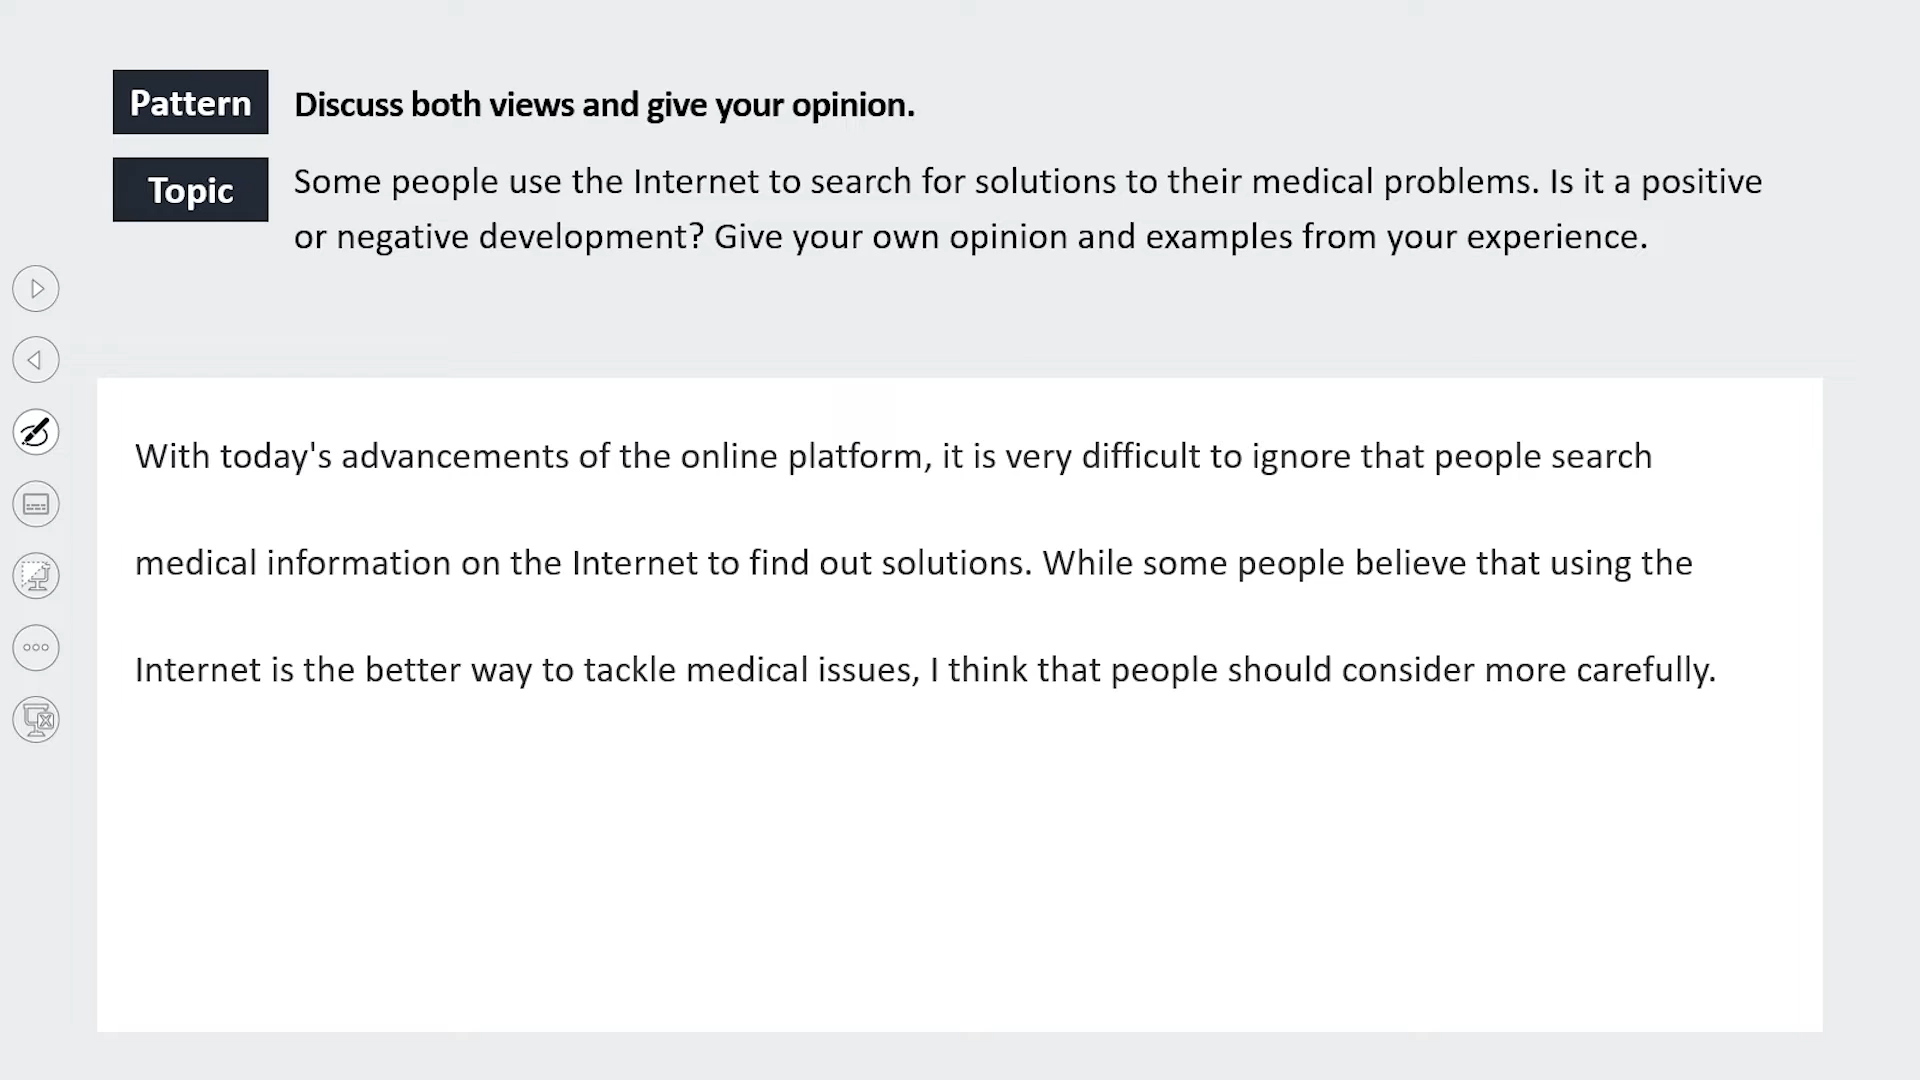 Pattern
Discuss both views and give your opinion.
Topic
Some people use the Internet to search for solutions to their medical problems. Is it a positive
or negative development? Give your own opinion and examples from your experience.
With today's advancements of the online platform, it is very difficult to ignore that people search
medical information on the Internet to find out solutions. While some people believe that using the
Internet is the better way to tackle medical issues, I think that people should consider more carefully.